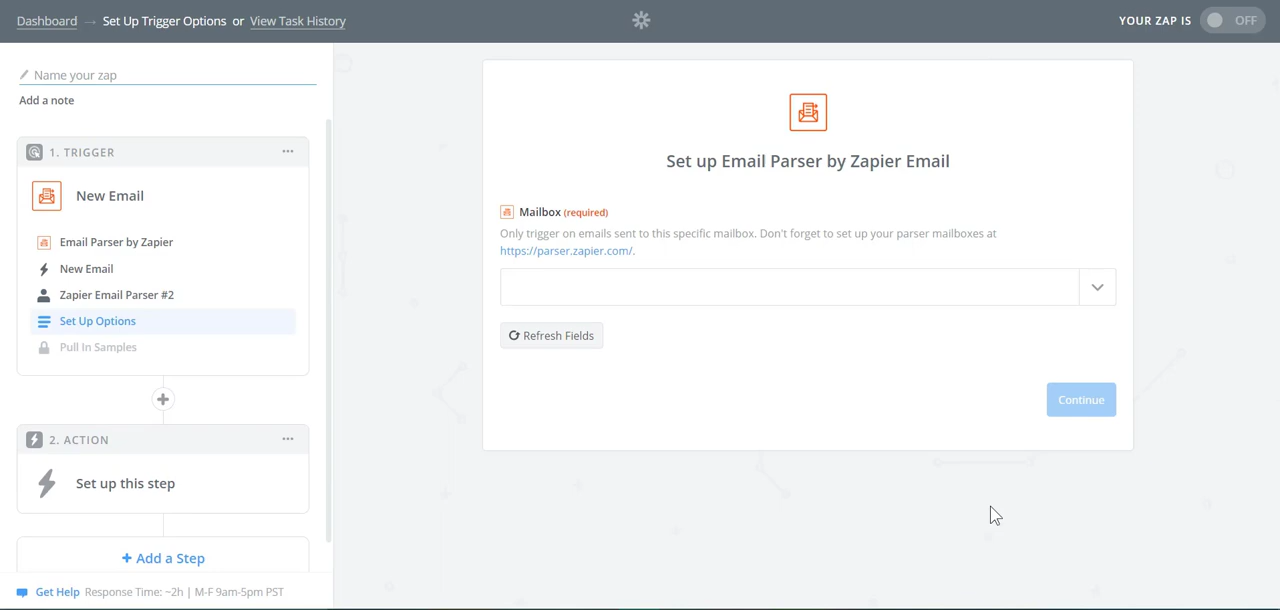 Dashboard → Set Up Trigger Options or View Task History
YOUR ZAP IS OFF
Name your zap
Add a note
1. TRIGGER
New Email
Email Parser by Zapier
New Email
Zapier Email Parser #2
Set Up Options
Pull In Samples
2. ACTION
Set up this step
+ Add a Step
Get Help Response Time: ~2h | M-F 9am-5pm PST
Set up Email Parser by Zapier Email
Mailbox (required)
Only trigger on emails sent to this specific mailbox. Don't forget to set up your parser mailboxes at
https://parser.zapier.com/.
Refresh Fields
Continue